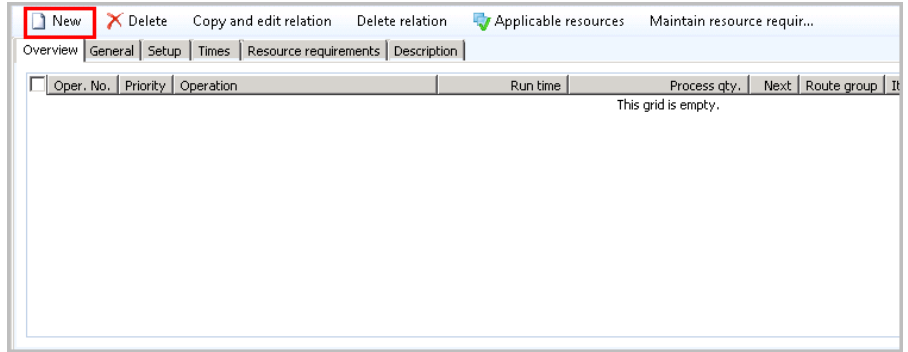 New Delete Copy and edit relation Delete relation Applicable resources Maintain resource requir...
Overview General Setup Times Resource requirements Description
Oper. No. Priority Operation Run time Process qty. Next Route group It
This grid is empty.